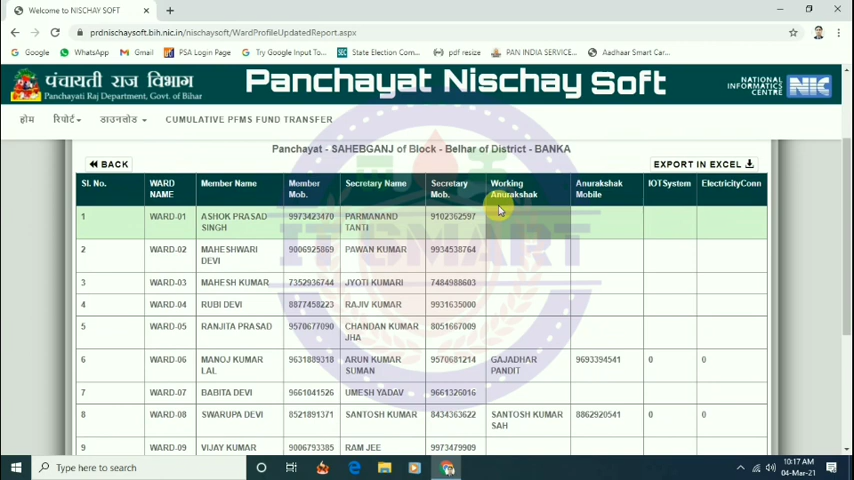 Welcome to NISCHAY SOFT
prdnischaysoft.bih.nic.in/nischaysoft/WardProfileUpdatedReport.aspx
Google WhatsApp Gmail PSA Login Page Try Google Input To... State Election Com... pdf resize PAN INDIA SERVICE... Aadhaar Smart Car...
पंचायती राज विभाग
Panchayati Raj Department, Govt. of Bihar
Panchayat Nischay Soft
NATIONAL
INFORMATICS
CENTRE
NIC
होम रिपोर्ट डाउनलोड CUMULATIVE PFMS FUND TRANSFER
Panchayat - SAHEBGANJ of Block - Belhar of District - BANKA
BACK EXPORT IN EXCEL
Sl. No. WARD NAME Member Name Member Mob. Secretary Name Secretary Mob. Working Anurakshak Anurakshak Mobile IOTSystem ElectricityConn
1 WARD-01 ASHOK PRASAD SINGH 9973423470 PARMANAND TANTI 9102362597
2 WARD-02 MAHESHWARI DEVI 9006925869 PAWAN KUMAR 9934538764
3 WARD-03 MAHESH KUMAR 7352936744 JYOTI KUMARI 7484988603
4 WARD-04 RUBI DEVI 8877458223 RAJIV KUMAR 9931635000
5 WARD-05 RANJITA PRASAD 9570677090 CHANDAN KUMAR JHA 8051667009
6 WARD-06 MANOJ KUMAR LAL 9631889318 ARUN KUMAR SUMAN 9570681214 GAJADHAR PANDIT 9693394541 0 0
7 WARD-07 BABITA DEVI 9661041526 UMESH YADAV 9661326016
8 WARD-08 SWARUPA DEVI 8521891371 SANTOSH KUMAR 8434363622 SANTOSH KUMAR SAH 8862920541 0 0
9 WARD-09 VIJAY KUMAR 9006793385 RAM JEE 9973479909
IT SMART
Type here to search
10:17 AM
04-Mar-21